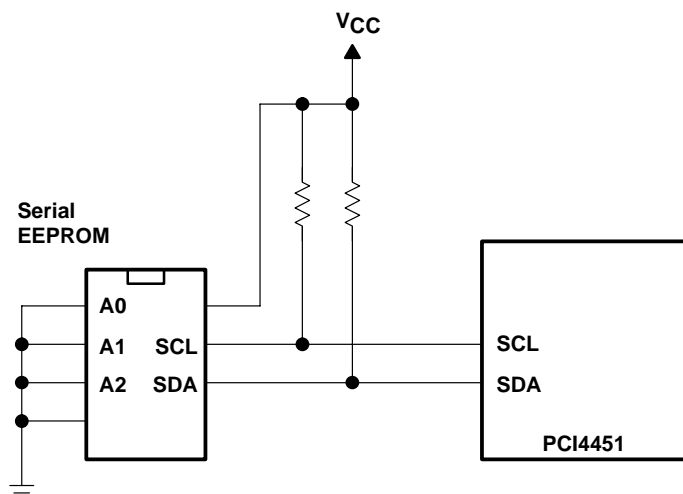 VCC
Serial
EEPROM
A0
A1 SCL
A2 SDA
SCL
SDA
PCI4451